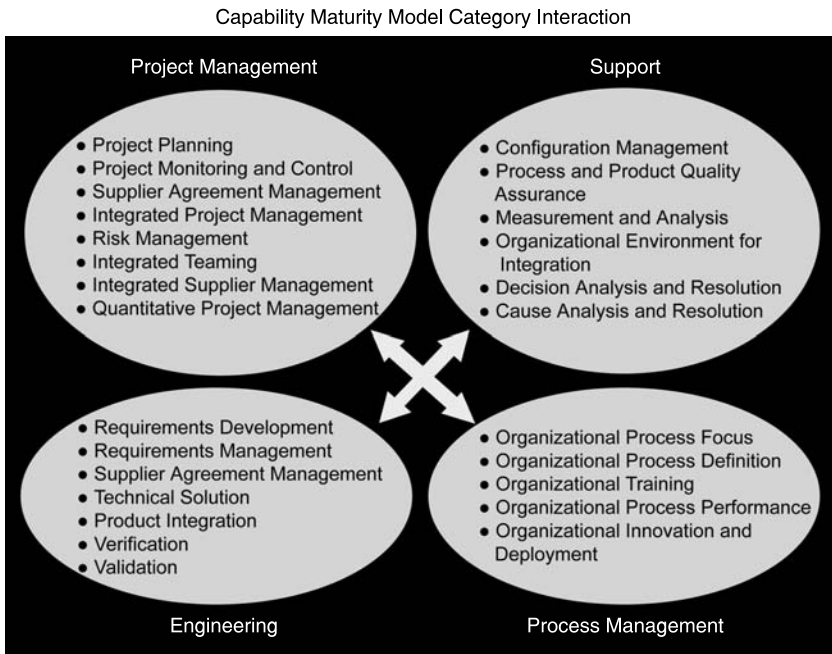 Capability Maturity Model Category Interaction
Project Management
● Project Planning
● Project Monitoring and Control
● Supplier Agreement Management
● Integrated Project Management
● Risk Management
● Integrated Teaming
● Integrated Supplier Management
● Quantitative Project Management
Support
● Configuration Management
● Process and Product Quality
Assurance
● Measurement and Analysis
● Organizational Environment for
Integration
● Decision Analysis and Resolution
● Cause Analysis and Resolution
● Requirements Development
● Requirements Management
● Supplier Agreement Management
● Technical Solution
● Product Integration
● Verification
● Validation
Engineering
● Organizational Process Focus
● Organizational Process Definition
● Organizational Training
● Organizational Process Performance
● Organizational Innovation and
Deployment
Process Management